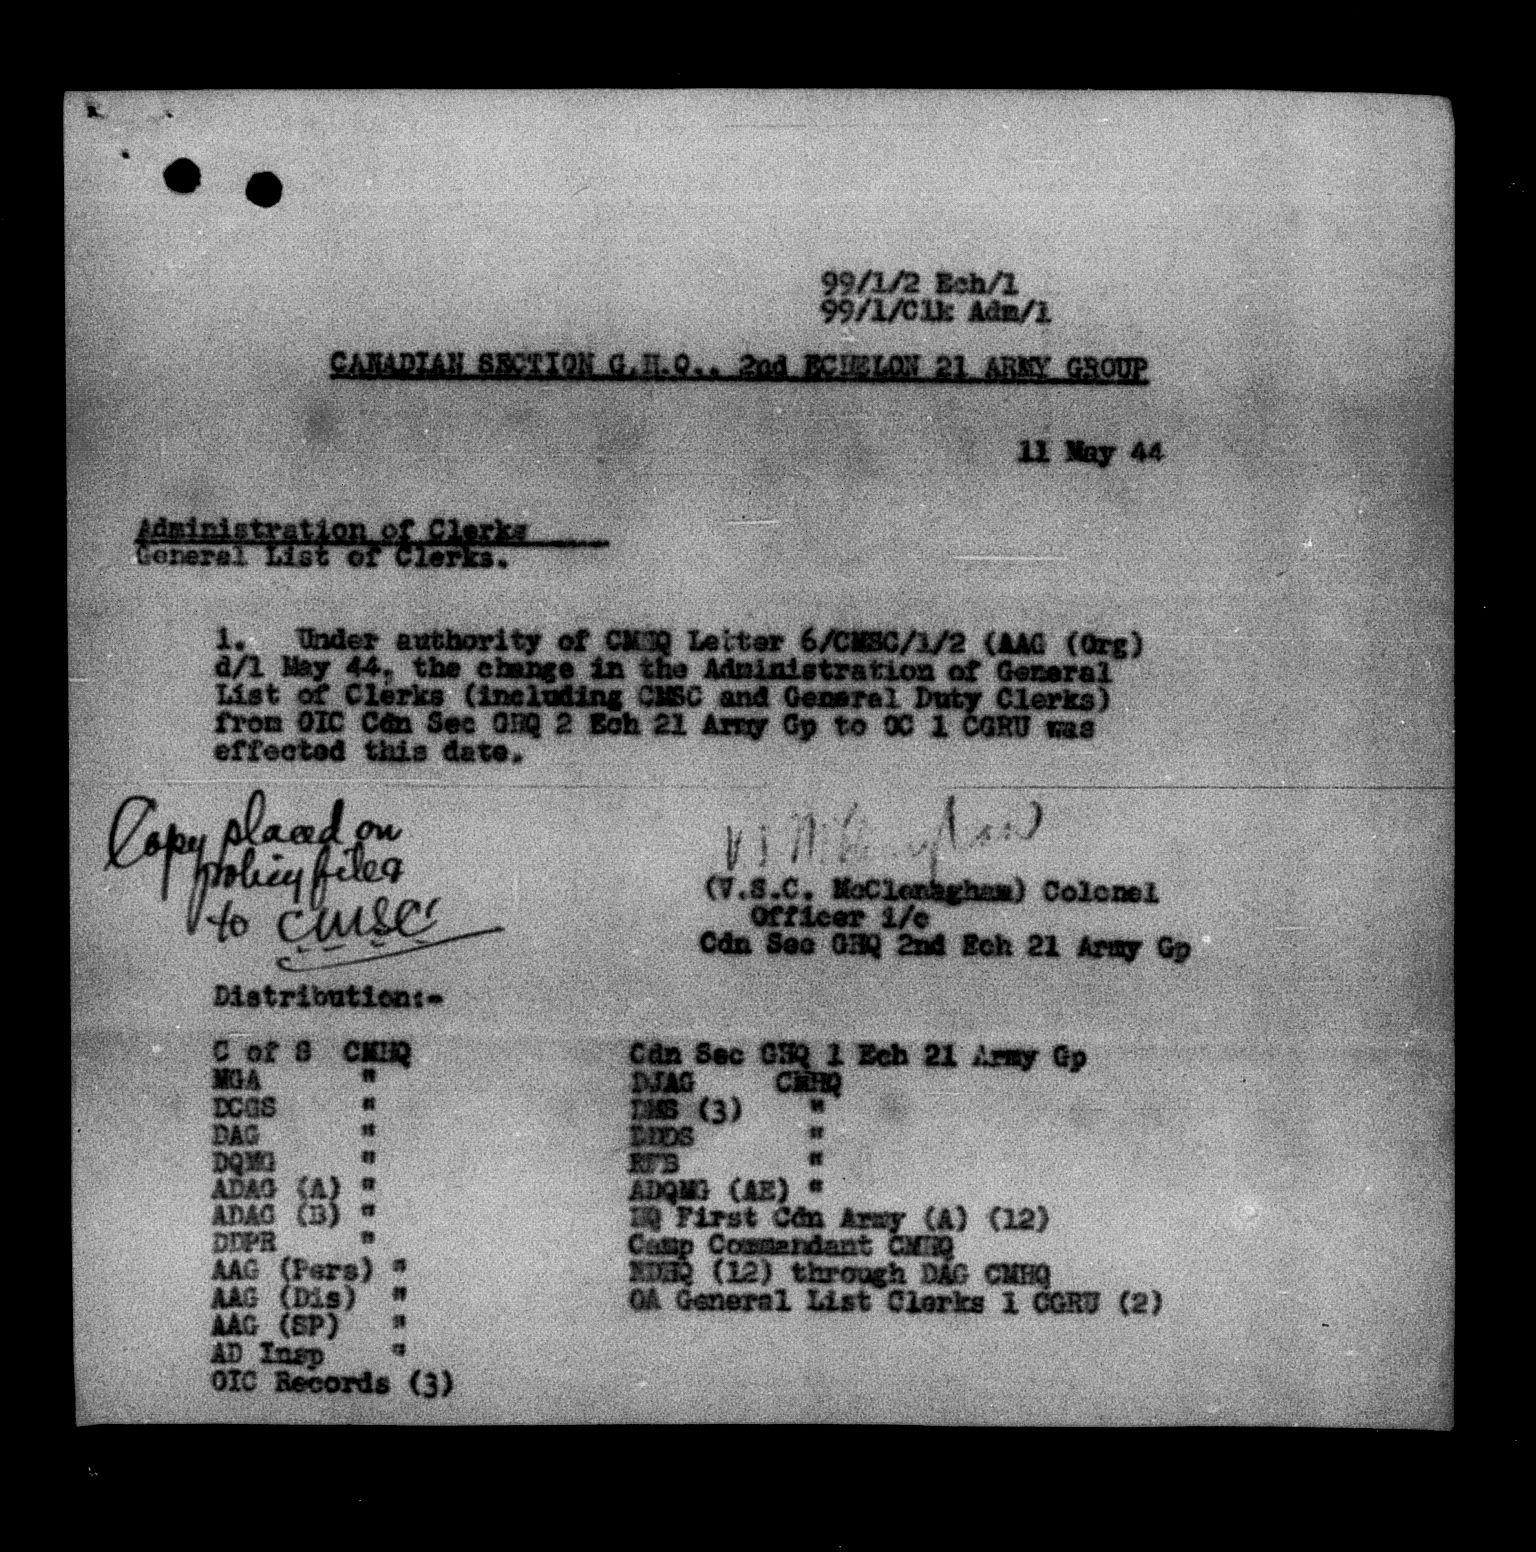 99/1/2 Ech/1
99/1/Clk Adm/1
CANADIAN SECTION G.H.Q., 2nd ECHELON 21 ARMY GROUP
11 May 44
Administration of Clerks
General List of Clerks.
1. Under authority of CMHQ Letter 6/CMSC/1/2 (AAG (Org)
d/1 May 44, the change in the Administration of General
List of Clerks (including CMSC and General Duty Clerks)
from OIC Cdn Sec GHQ 2 Ech 21 Army Gp to OC 1 CGRU was
effected this date.
Copy placed on
policy files
to CMSC
(V.S.C. McClenaghan) Colonel
Officer i/c
Cdn Sec GHQ 2nd Ech 21 Army Gp
Distribution:-
C of S CMHQ
MGA "
DCGS "
DAG "
DQMG "
ADAG (A) "
ADAG (B) "
DDPR "
AAG (Pers) "
AAG (Dis) "
AAG (SP) "
AD Insp "
OIC Records (3)
Cdn Sec GHQ 1 Ech 21 Army Gp
DJAG CMHQ
DMS (3) "
DDDS "
RFB "
ADQMG (AE) "
HQ First Cdn Army (A) (12)
Camp Commandant CMHQ
NDHQ (12) through DAG CMHQ
OA General List Clerks 1 CGRU (2)